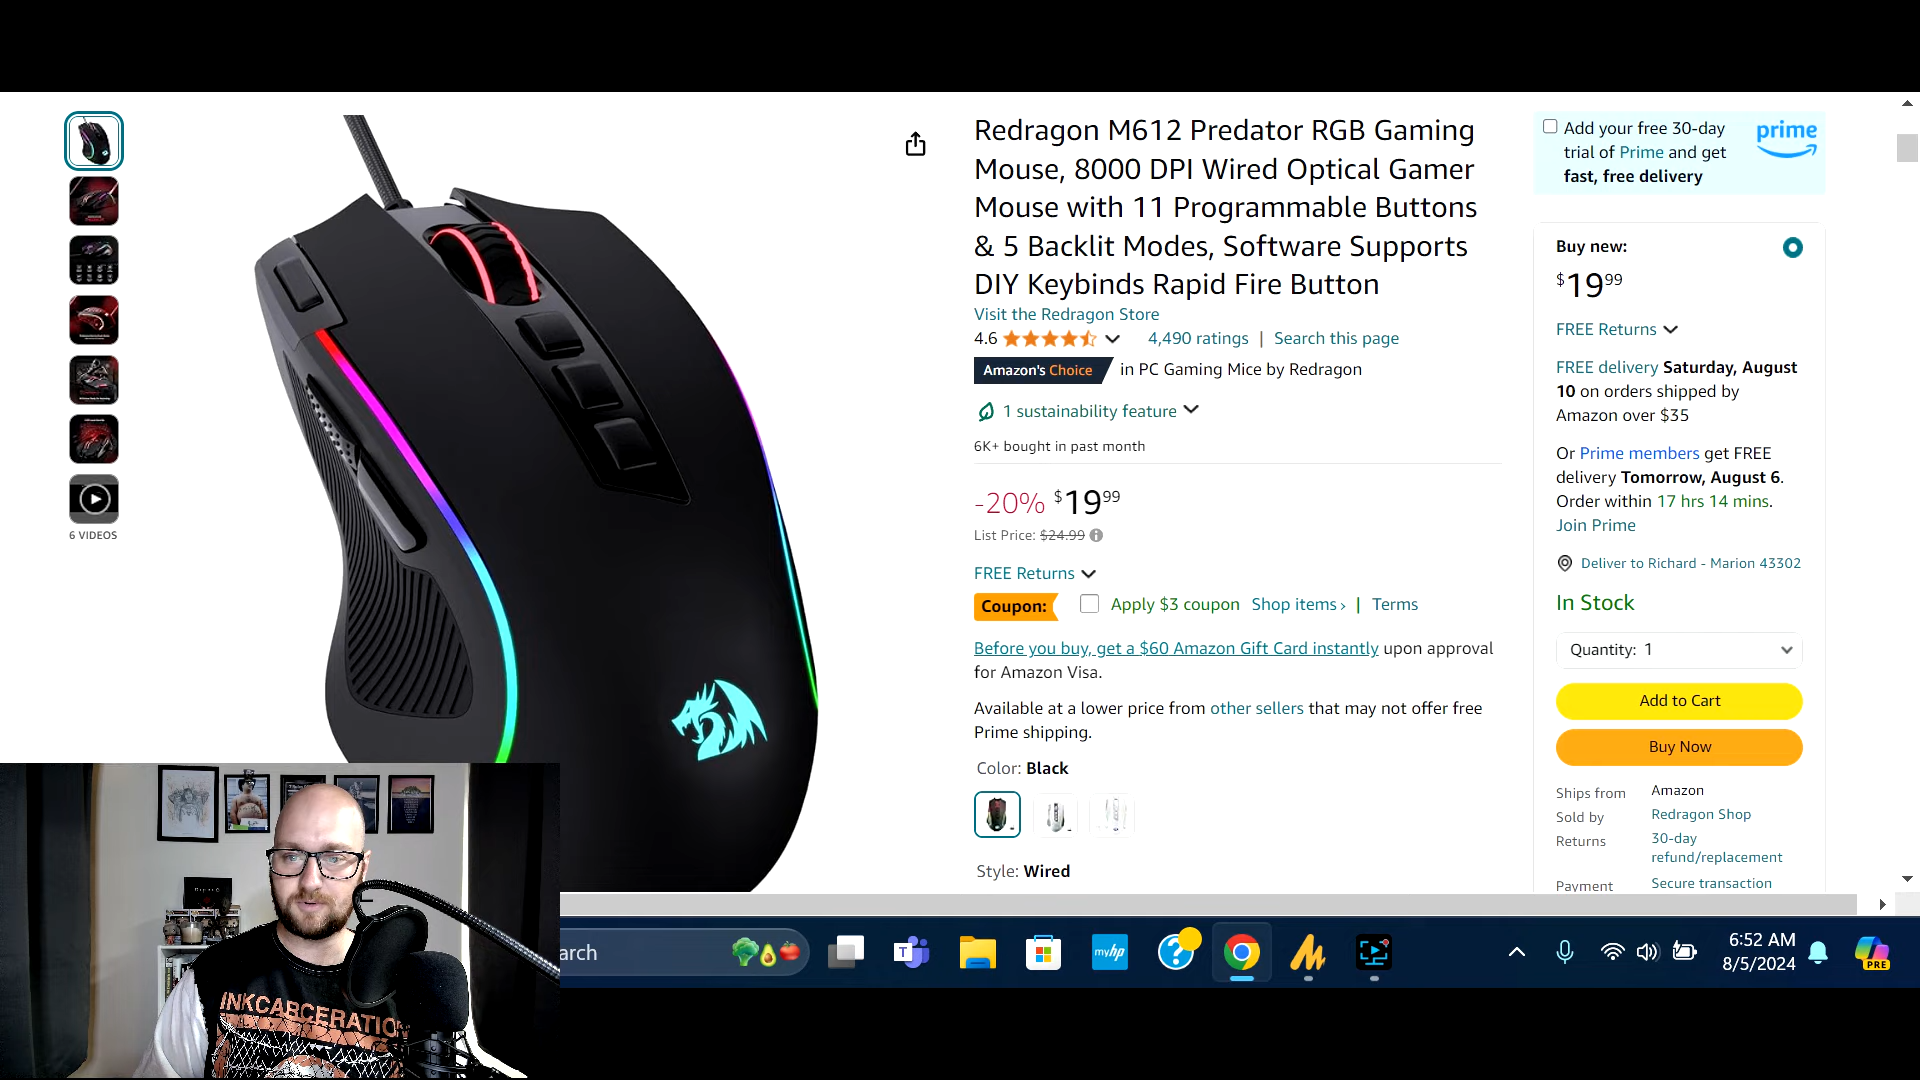 6 VIDEOS
Redragon M612 Predator RGB Gaming
Mouse, 8000 DPI Wired Optical Gamer
Mouse with 11 Programmable Buttons
& 5 Backlit Modes, Software Supports
DIY Keybinds Rapid Fire Button
Visit the Redragon Store
4.6
4,490 ratings | Search this page
Amazon's Choice in PC Gaming Mice by Redragon
1 sustainability feature
6K+ bought in past month
-20% $19 99
List Price: $24.99
FREE Returns
Coupon: Apply $3 coupon Shop items › | Terms
Before you buy, get a $60 Amazon Gift Card instantly upon approval
for Amazon Visa.
Available at a lower price from other sellers that may not offer free
Prime shipping.
Color: Black
Style: Wired
Add your free 30-day
trial of Prime and get
fast, free delivery
prime
Buy new:
$19 99
FREE Returns
FREE delivery Saturday, August
10 on orders shipped by
Amazon over $35
Or Prime members get FREE
delivery Tomorrow, August 6.
Order within 17 hrs 14 mins.
Join Prime
Deliver to Richard - Marion 43302
In Stock
Quantity: 1
Add to Cart
Buy Now
Ships from Amazon
Sold by Redragon Shop
Returns 30-day
refund/replacement
Payment Secure transaction
INKCARCERATIO
arch
T
myhp
?
6:52 AM
8/5/2024
PRE